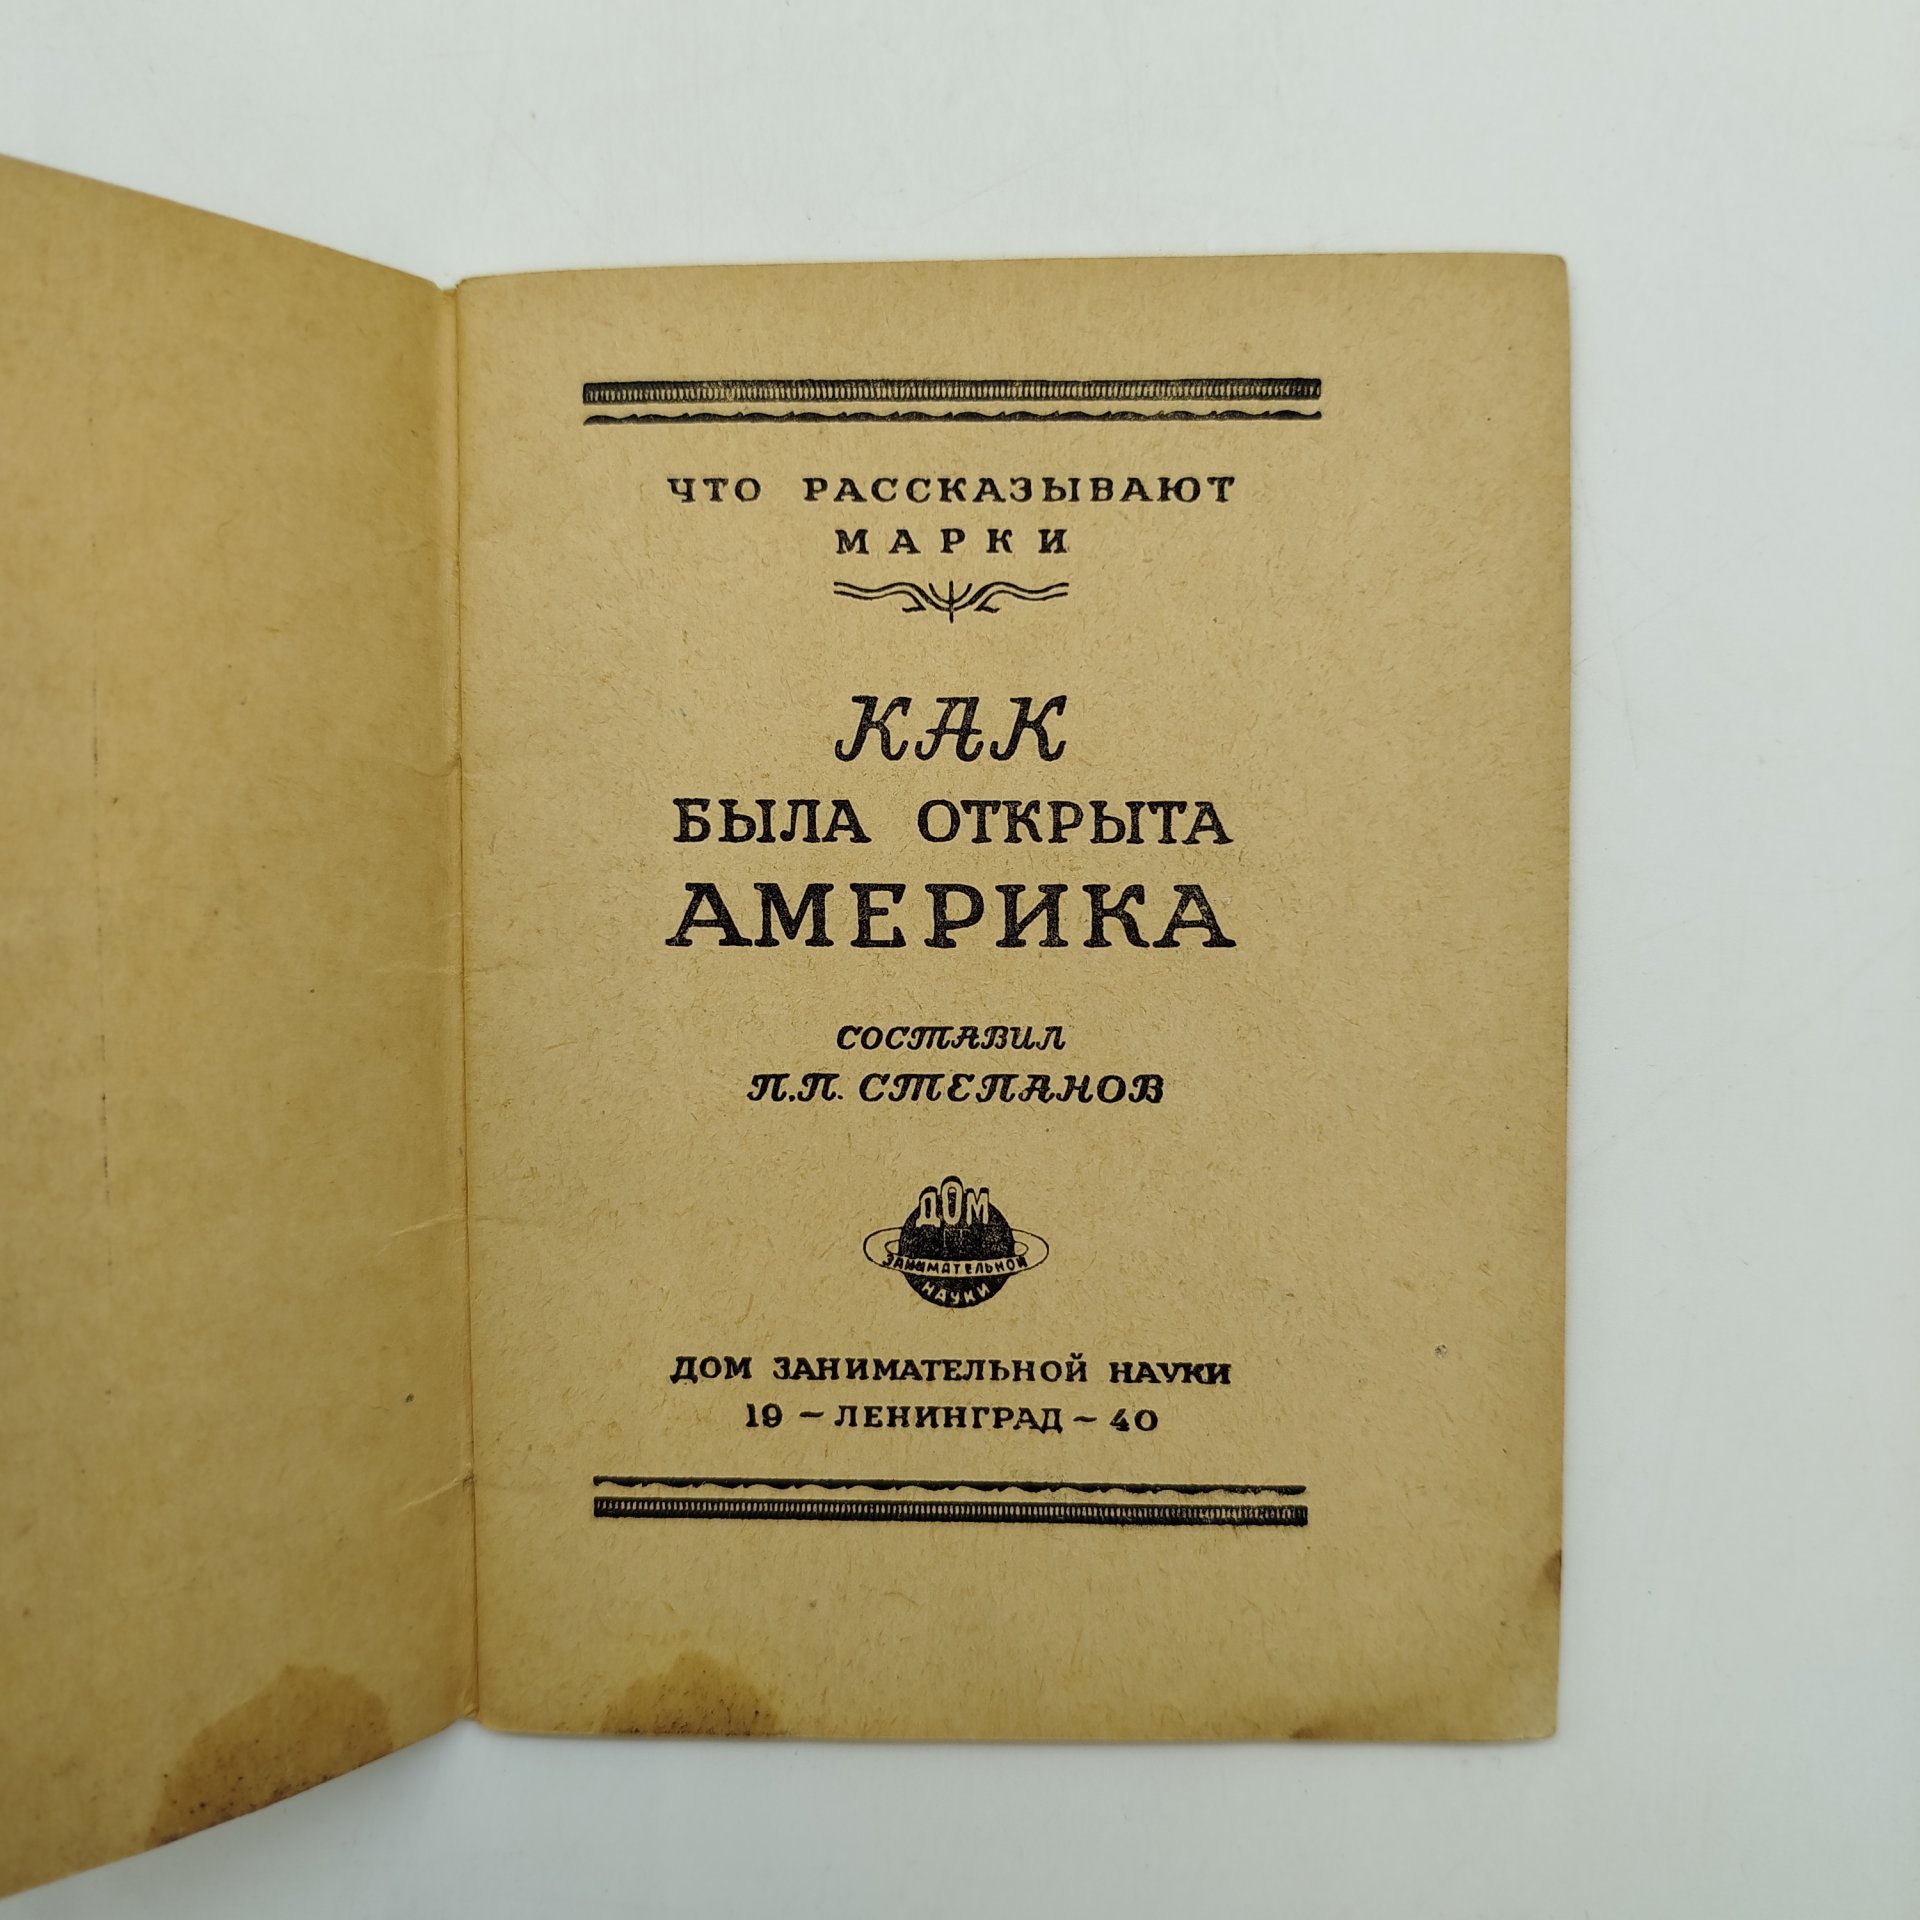 ЧТО РАССКАЗЫВАЮТ
МАРКИ
КАК
БЫЛА ОТКРЫТА
АМЕРИКА
СОСТАВИЛ
П.П. СТЕПАНОВ
ДОМ
ЗАНИМАТЕЛЬНОЙ
НАУКИ
ДОМ ЗАНИМАТЕЛЬНОЙ НАУКИ
19 – ЛЕНИНГРАД – 40